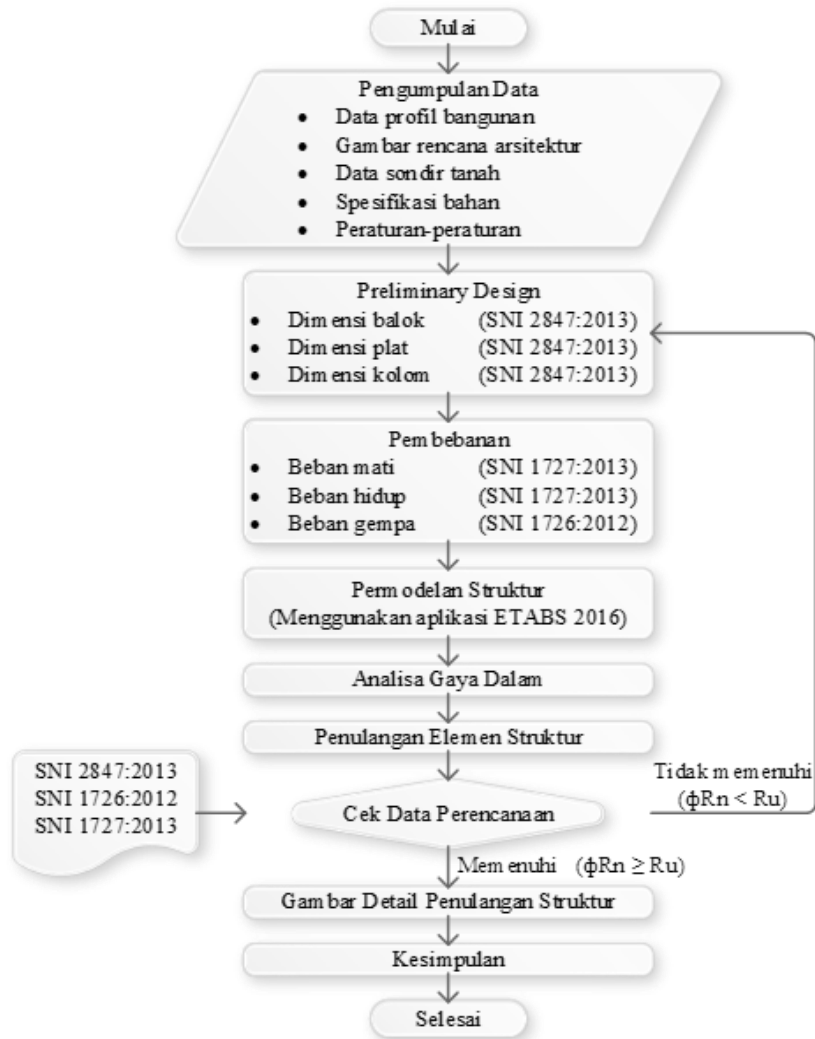 Mulai
Pengumpulan Data
• Data profil bangunan
• Gambar rencana arsitektur
• Data sondir tanah
• Spesifikasi bahan
• Peraturan-peraturan
Preliminary Design
• Dimensi balok (SNI 2847:2013)
• Dimensi plat (SNI 2847:2013)
• Dimensi kolom (SNI 2847:2013)
Pembebanan
• Beban mati (SNI 1727:2013)
• Beban hidup (SNI 1727:2013)
• Beban gempa (SNI 1726:2012)
Permodelan Struktur
(Menggunakan aplikasi ETABS 2016)
Analisa Gaya Dalam
Penulangan Elemen Struktur
SNI 2847:2013
SNI 1726:2012
SNI 1727:2013
Cek Data Perencanaan
Tidak memenuhi
(ϕRn < Ru)
Memenuhi (ϕRn ≥ Ru)
Gambar Detail Penulangan Struktur
Kesimpulan
Selesai